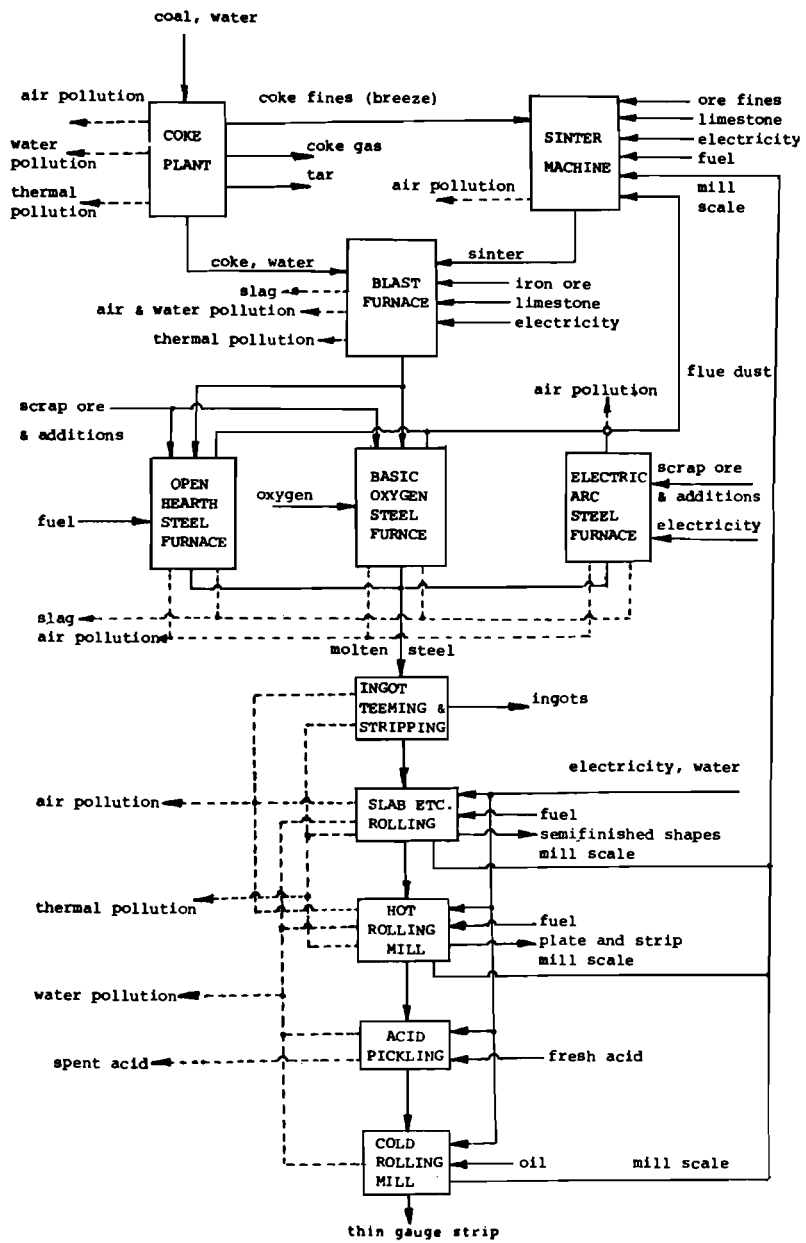 coal, water
air pollution
water
pollution
thermal
pollution
COKE
PLANT
coke fines (breeze)
coke gas
tar
SINTER
MACHINE
ore fines
limestone
electricity
fuel
mill
scale
air pollution
coke, water
sinter
BLAST
FURNACE
slag
air & water pollution
thermal pollution
iron ore
limestone
electricity
flue dust
air pollution
scrap ore
& additions
OPEN
HEARTH
STEEL
FURNACE
fuel
oxygen
BASIC
OXYGEN
STEEL
FURNCE
ELECTRIC
ARC
STEEL
FURNACE
scrap ore
& additions
electricity
slag
air pollution
molten steel
INGOT
TEEMING &
STRIPPING
ingots
electricity, water
air pollution
SLAB ETC.
ROLLING
fuel
semifinished shapes
mill scale
thermal pollution
HOT
ROLLING
MILL
fuel
plate and strip
mill scale
water pollution
ACID
PICKLING
spent acid
fresh acid
COLD
ROLLING
MILL
oil
mill scale
thin gauge strip